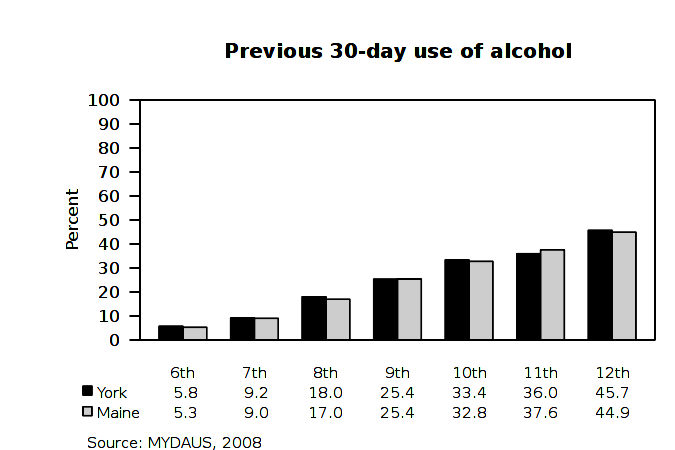 Previous 30-day use of alcohol
Percent
100
90
80
70
60
50
40
30
20
10
0
6th 7th 8th 9th 10th 11th 12th
York 5.8 9.2 18.0 25.4 33.4 36.0 45.7
Maine 5.3 9.0 17.0 25.4 32.8 37.6 44.9
Source: MYDAUS, 2008